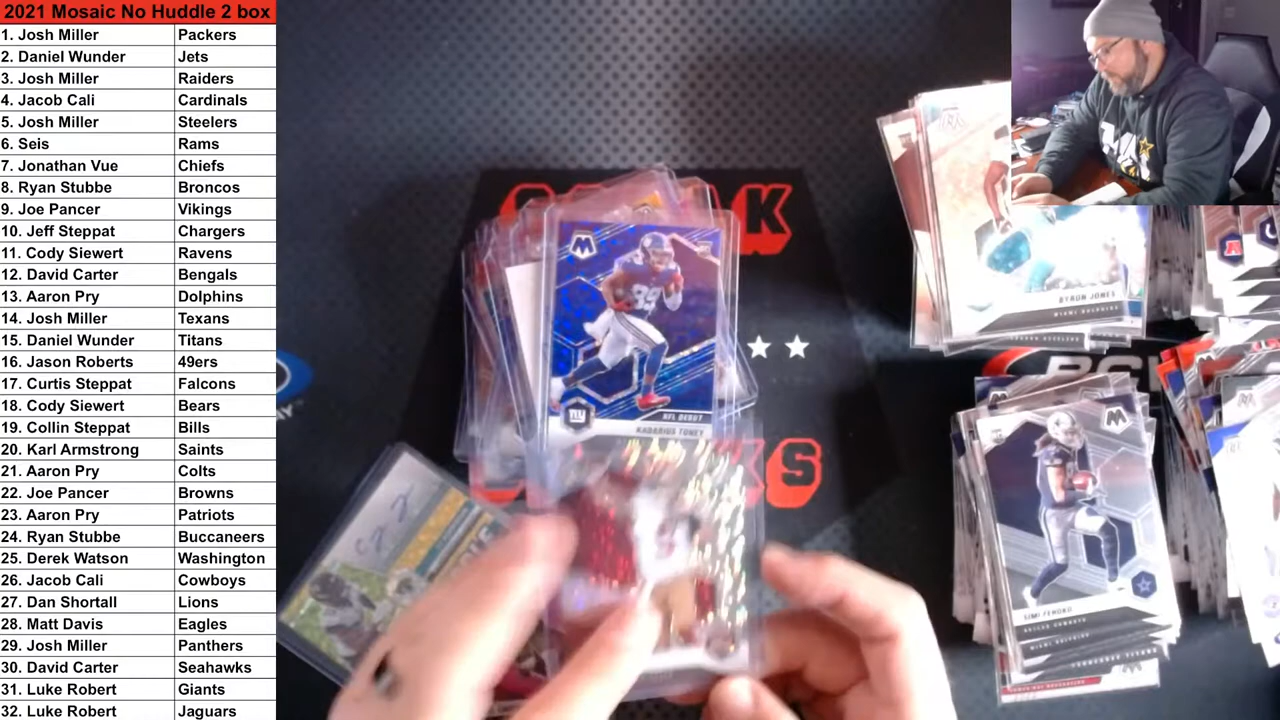 2021 Mosaic No Huddle 2 box
1. Josh Miller Packers
2. Daniel Wunder Jets
3. Josh Miller Raiders
4. Jacob Cali Cardinals
5. Josh Miller Steelers
6. Seis Rams
7. Jonathan Vue Chiefs
8. Ryan Stubbe Broncos
9. Joe Pancer Vikings
10. Jeff Steppat Chargers
11. Cody Siewert Ravens
12. David Carter Bengals
13. Aaron Pry Dolphins
14. Josh Miller Texans
15. Daniel Wunder Titans
16. Jason Roberts 49ers
17. Curtis Steppat Falcons
18. Cody Siewert Bears
19. Collin Steppat Bills
20. Karl Armstrong Saints
21. Aaron Pry Colts
22. Joe Pancer Browns
23. Aaron Pry Patriots
24. Ryan Stubbe Buccaneers
25. Derek Watson Washington
26. Jacob Cali Cowboys
27. Dan Shortall Lions
28. Matt Davis Eagles
29. Josh Miller Panthers
30. David Carter Seahawks
31. Luke Robert Giants
32. Luke Robert Jaguars
NFL DEBUT
KADARIUS TONEY
BYRON JONES
MIAMI DOLPHINS
SIMI FEHOKO
DALLAS COWBOYS
MIAMI DOLPHINS